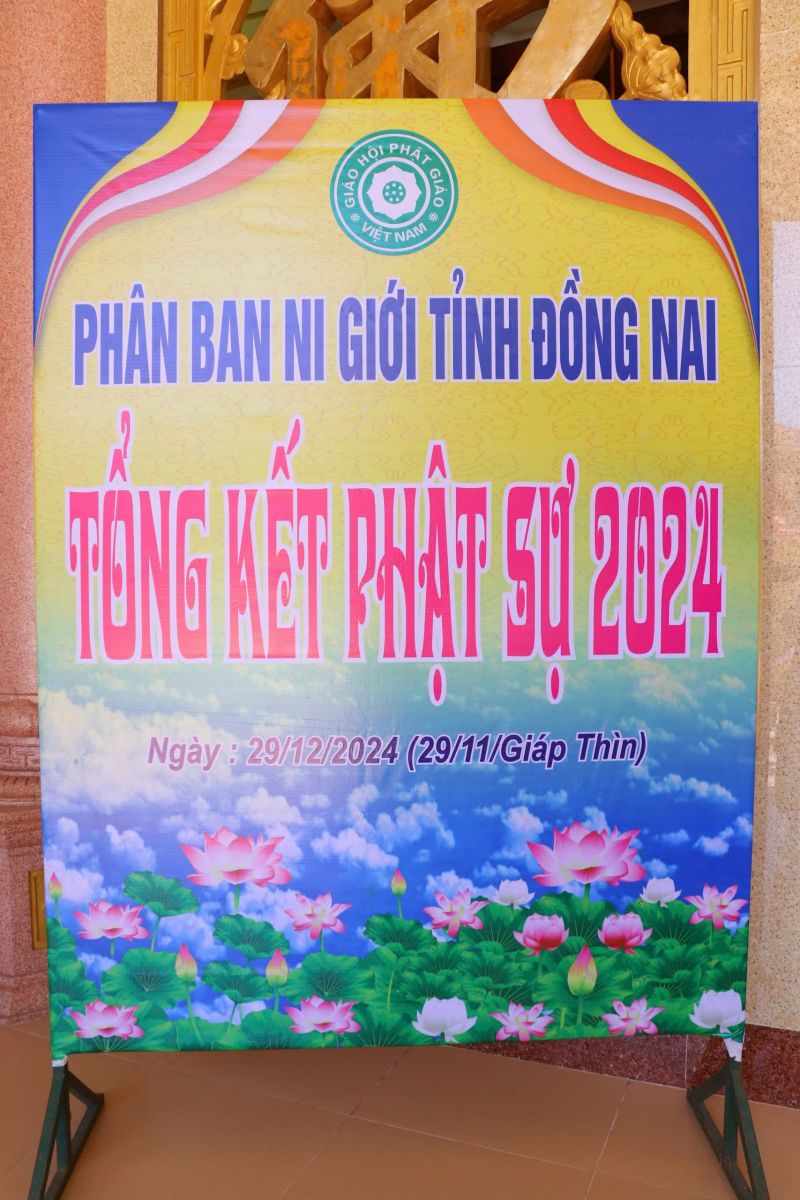 GIÁO HỘI PHẬT GIÁO
VIỆT NAM
PHÂN BAN NI GIỚI TỈNH ĐỒNG NAI
TỔNG KẾT PHẬT SỰ 2024
Ngày : 29/12/2024 (29/11/Giáp Thìn)